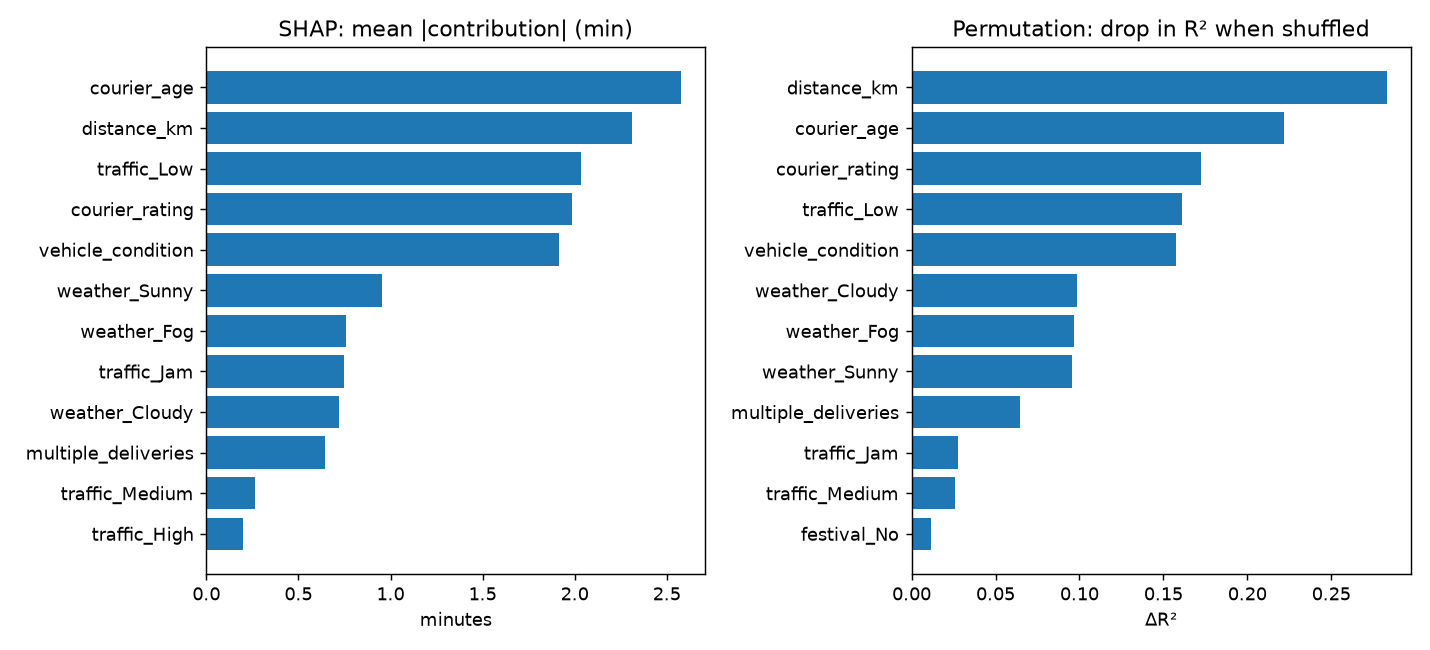 SHAP: mean |contribution| (min)
courier_age
distance_km
traffic_Low
courier_rating
vehicle_condition
weather_Sunny
weather_Fog
traffic_Jam
weather_Cloudy
multiple_deliveries
traffic_Medium
traffic_High
0.0 0.5 1.0 1.5 2.0 2.5
minutes
Permutation: drop in R² when shuffled
distance_km
courier_age
courier_rating
traffic_Low
vehicle_condition
weather_Cloudy
weather_Fog
weather_Sunny
multiple_deliveries
traffic_Jam
traffic_Medium
festival_No
0.00 0.05 0.10 0.15 0.20 0.25
ΔR²